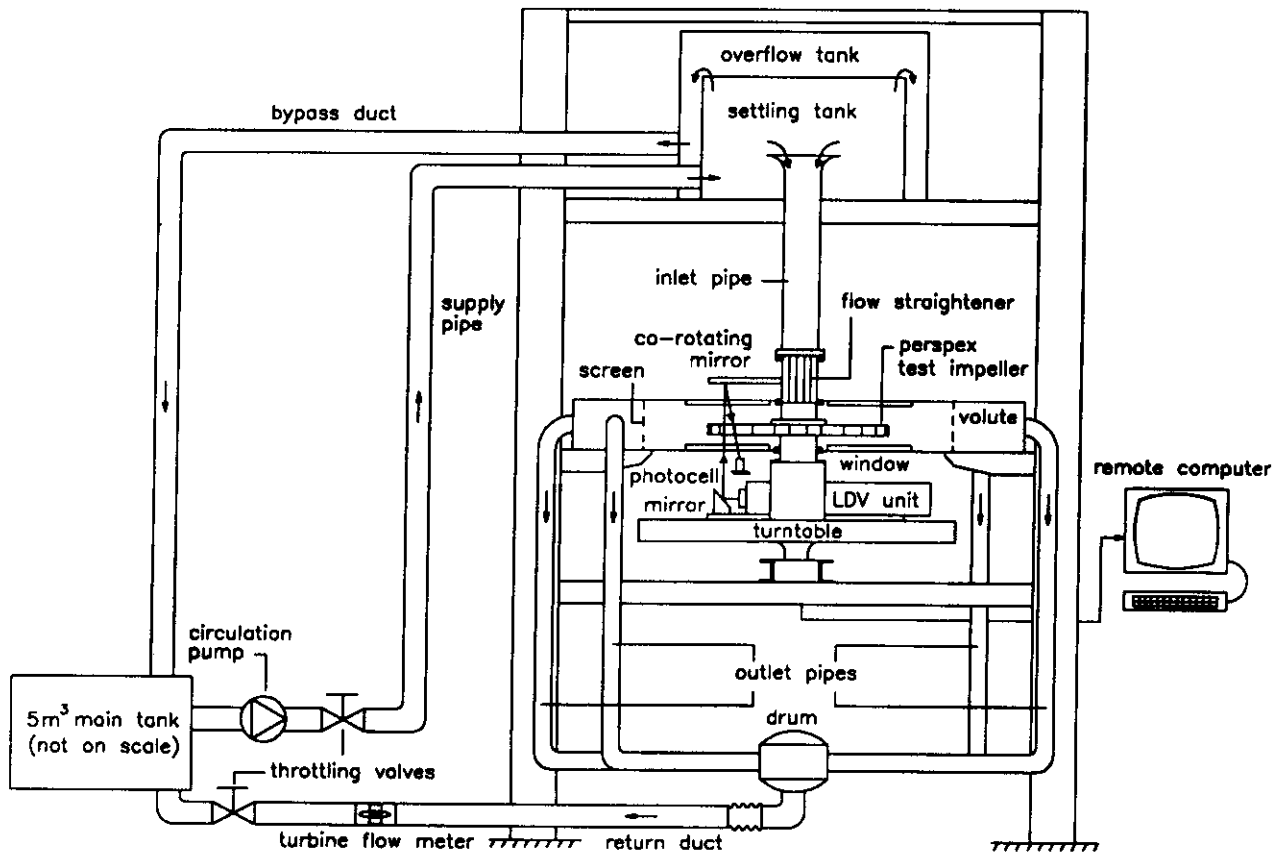 overflow tank
bypass duct
settling tank
inlet pipe
flow straightener
supply
pipe
co-rotating
mirror
perspex
test impeller
screen
volute
window
remote computer
photocell
mirror
LDV unit
turntable
circulation
pump
outlet pipes
5m³ main tank
(not on scale)
drum
throttling valves
turbine flow meter
return duct